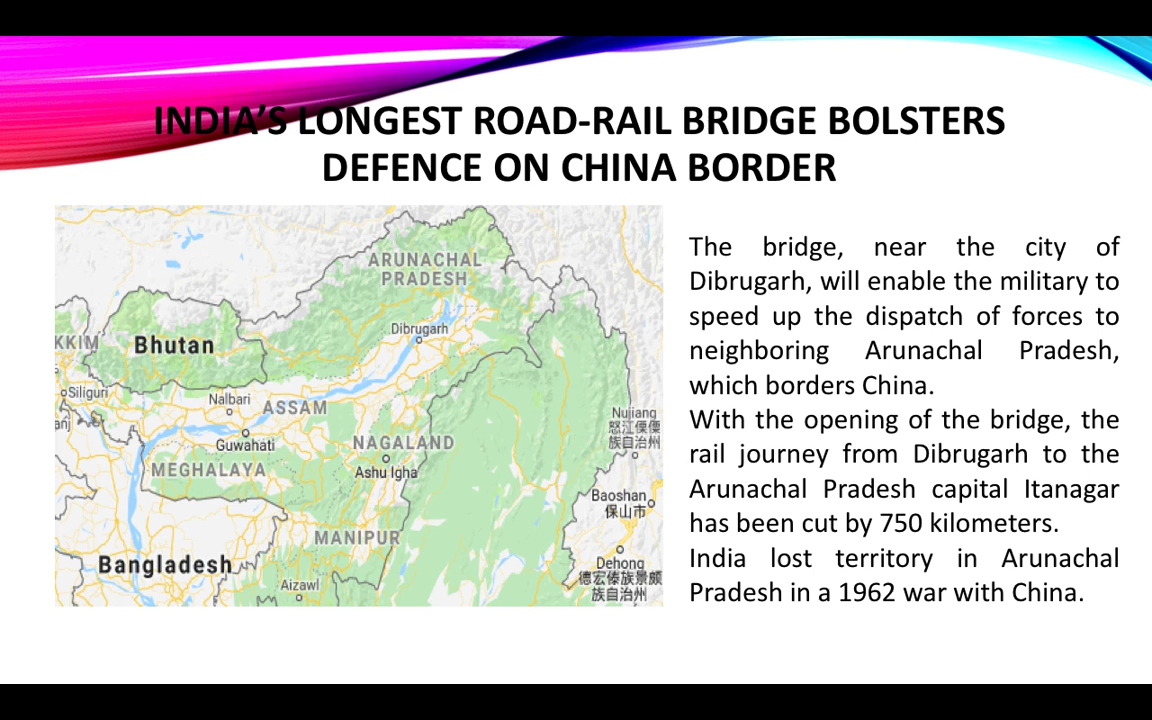 INDIA'S LONGEST ROAD-RAIL BRIDGE BOLSTERS
DEFENCE ON CHINA BORDER
ARUNACHAL
PRADESH
Dibrugarh
KKIM
Bhutan
Siliguri
anj
Nalbari
ASSAM
Guwahati
NAGALAND
MEGHALAYA
Ashu Igha
Nujiang
怒江傈僳
族自治州
Baoshan
保山市
MANIPUR
Bangladesh
Aizawl
Dehong
德宏傣族景颇
族自治州
The bridge, near the city of
Dibrugarh, will enable the military to
speed up the dispatch of forces to
neighboring Arunachal Pradesh,
which borders China.
With the opening of the bridge, the
rail journey from Dibrugarh to the
Arunachal Pradesh capital Itanagar
has been cut by 750 kilometers.
India lost territory in Arunachal
Pradesh in a 1962 war with China.